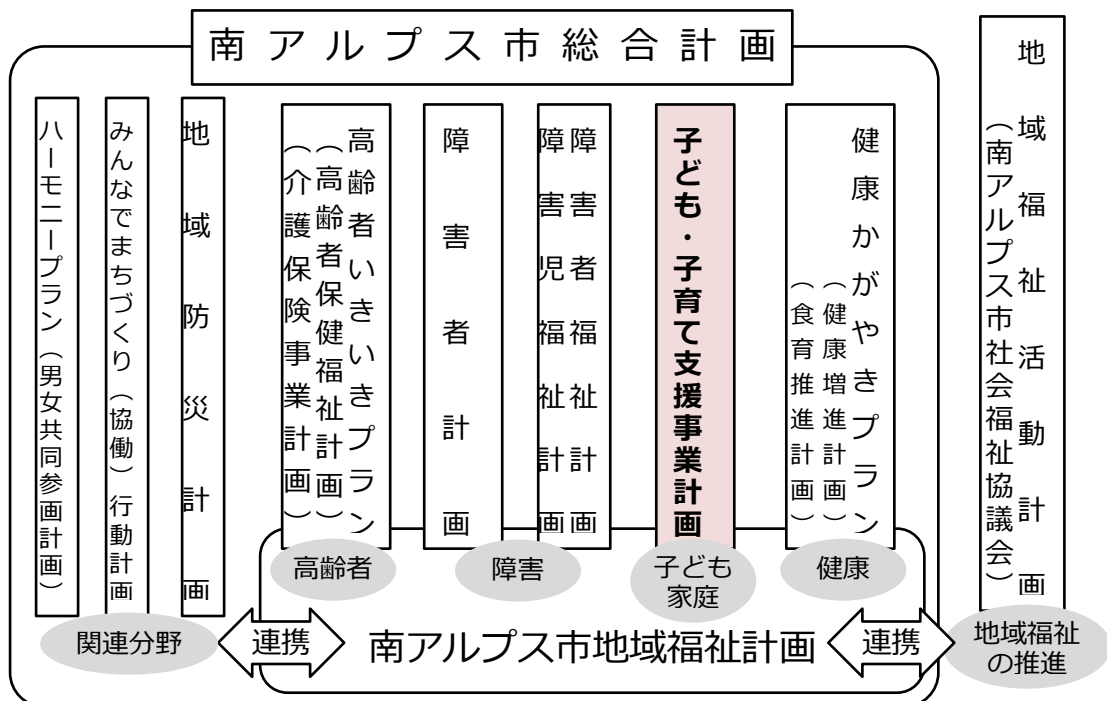 南アルプス市総合計画
地域福祉活動計画
（南アルプス市社会福祉協議会）
健康かがやきプラン
（健康増進計画）
（食育推進計画）
子ども・子育て支援事業計画
障害者福祉計画
障害児福祉計画
障害者計画
高齢者いきいきプラン
（高齢者保健福祉計画）
（介護保険事業計画）
地域防災計画
みんなでまちづくり（協働）行動計画
ハーモニープラン（男女共同参画計画）
高齢者
障害
子ども
家庭
健康
関連分野
連携
南アルプス市地域福祉計画
連携
地域福祉
の推進